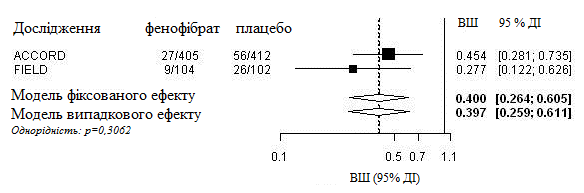 Дослідження фенофібрат плацебо ВШ 95 % ДІ
ACCORD 27/405 56/412 0.454 [0.281; 0.735]
FIELD 9/104 26/102 0.277 [0.122; 0.626]
Модель фіксованого ефекту 0.400 [0.264; 0.605]
Модель випадкового ефекту 0.397 [0.259; 0.611]
Однорідність: p=0,3062
0.1 0.5 0.7 1.1
ВШ (95% ДІ)